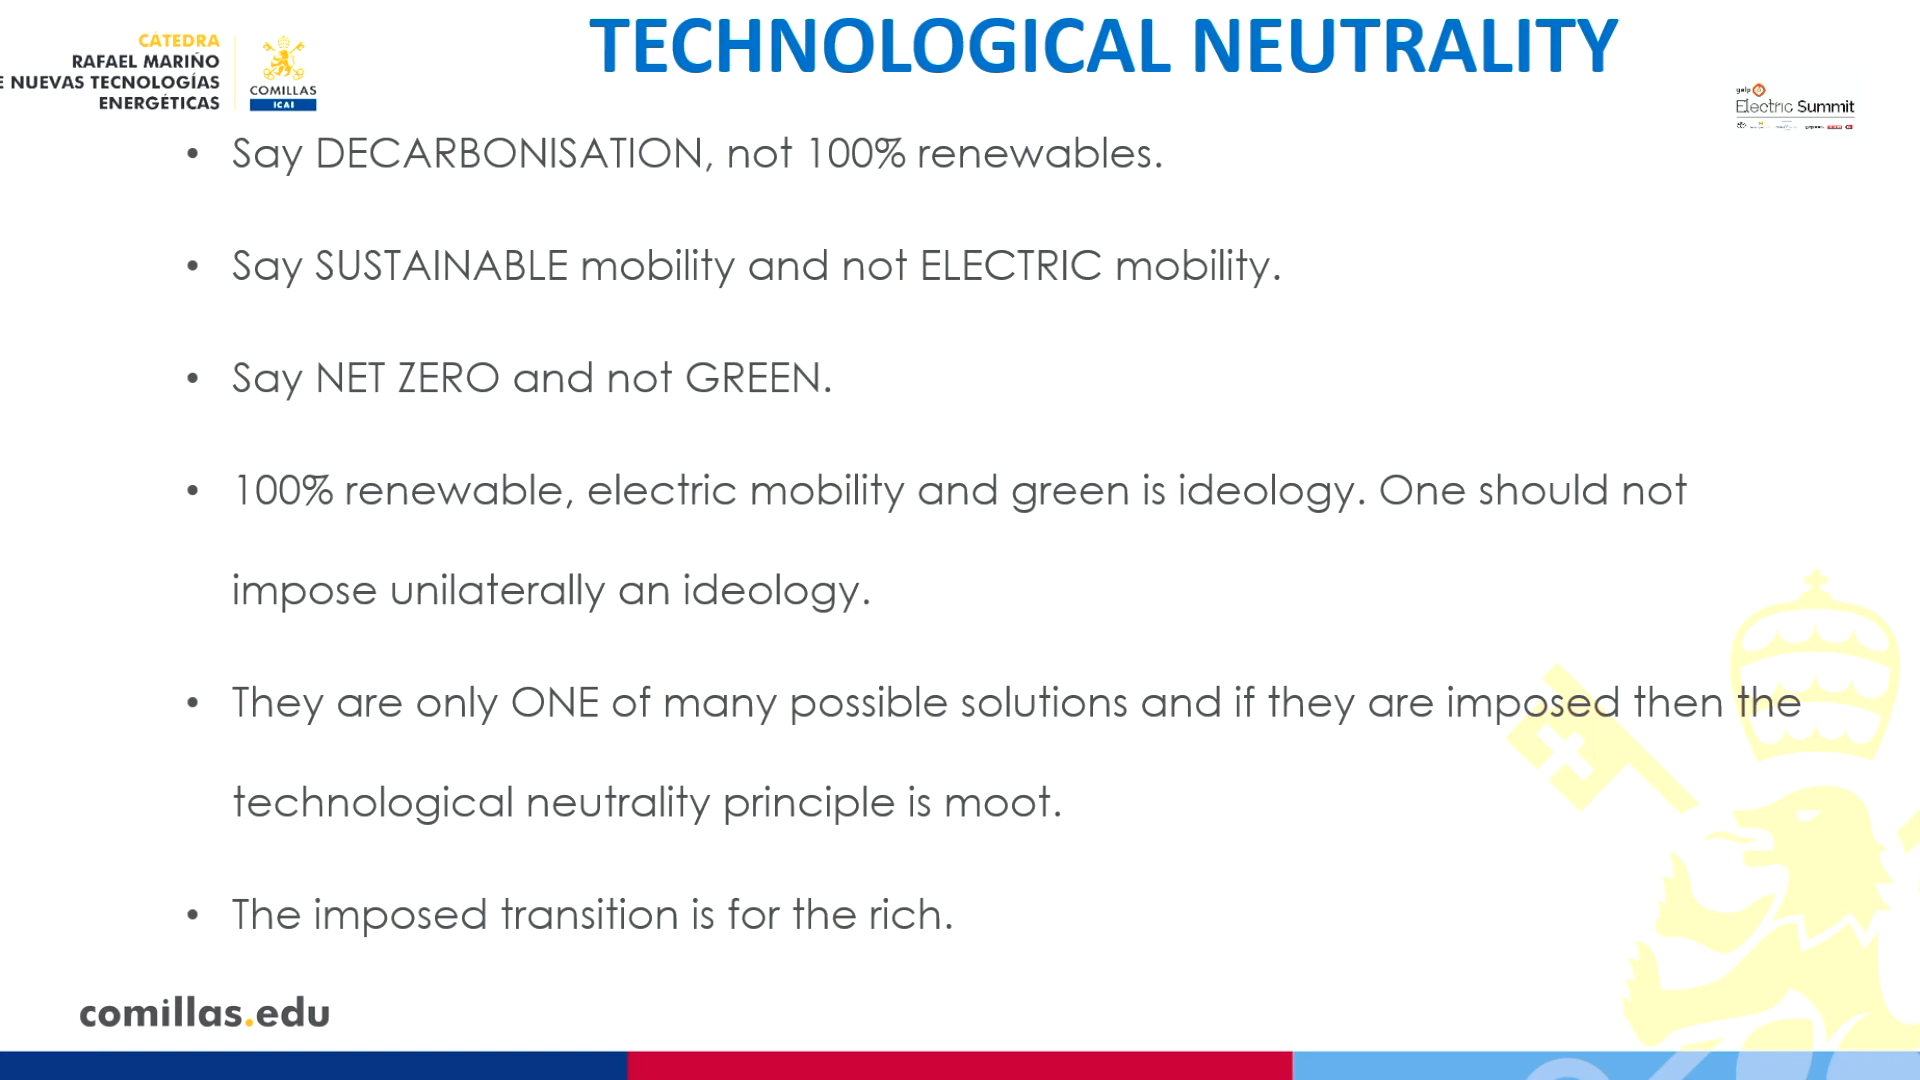 TECHNOLOGICAL NEUTRALITY
CÁTEDRA
RAFAEL MARIÑO
E NUEVAS TECNOLOGÍAS
ENERGÉTICAS
COMILLAS
ICAI
galp
Electric Summit
• Say DECARBONISATION, not 100% renewables.
• Say SUSTAINABLE mobility and not ELECTRIC mobility.
• Say NET ZERO and not GREEN.
• 100% renewable, electric mobility and green is ideology. One should not
impose unilaterally an ideology.
• They are only ONE of many possible solutions and if they are imposed then the
technological neutrality principle is moot.
• The imposed transition is for the rich.
comillas.edu